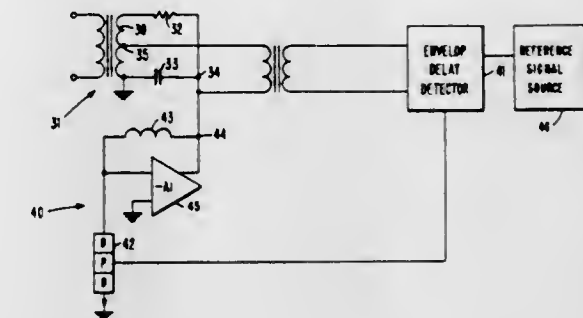 32
30
35
33
34
31
ENVELOP
DELAY
DETECTOR
41
REFERENCE
SIGNAL
SOURCE
43
44
-A1
45
40
42
P